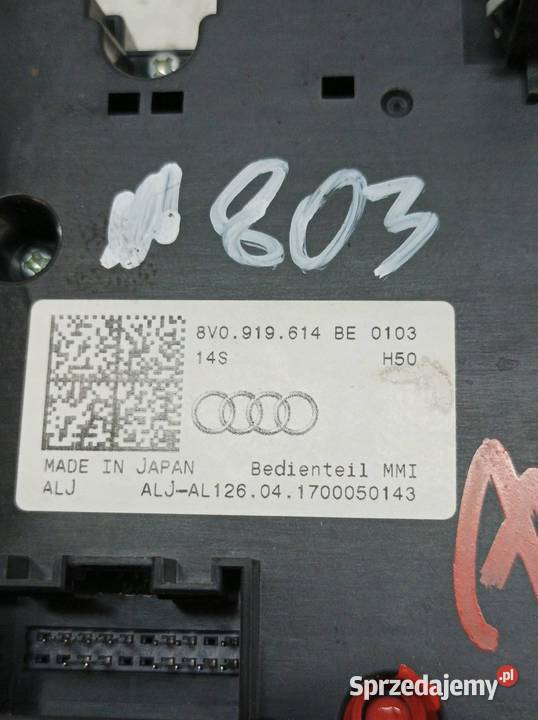 803
8V0.919.614 BE 0103
14S H50
MADE IN JAPAN Bedienteil MMI
ALJ ALJ-AL126.04.1700050143
Sprzedajemy.pl